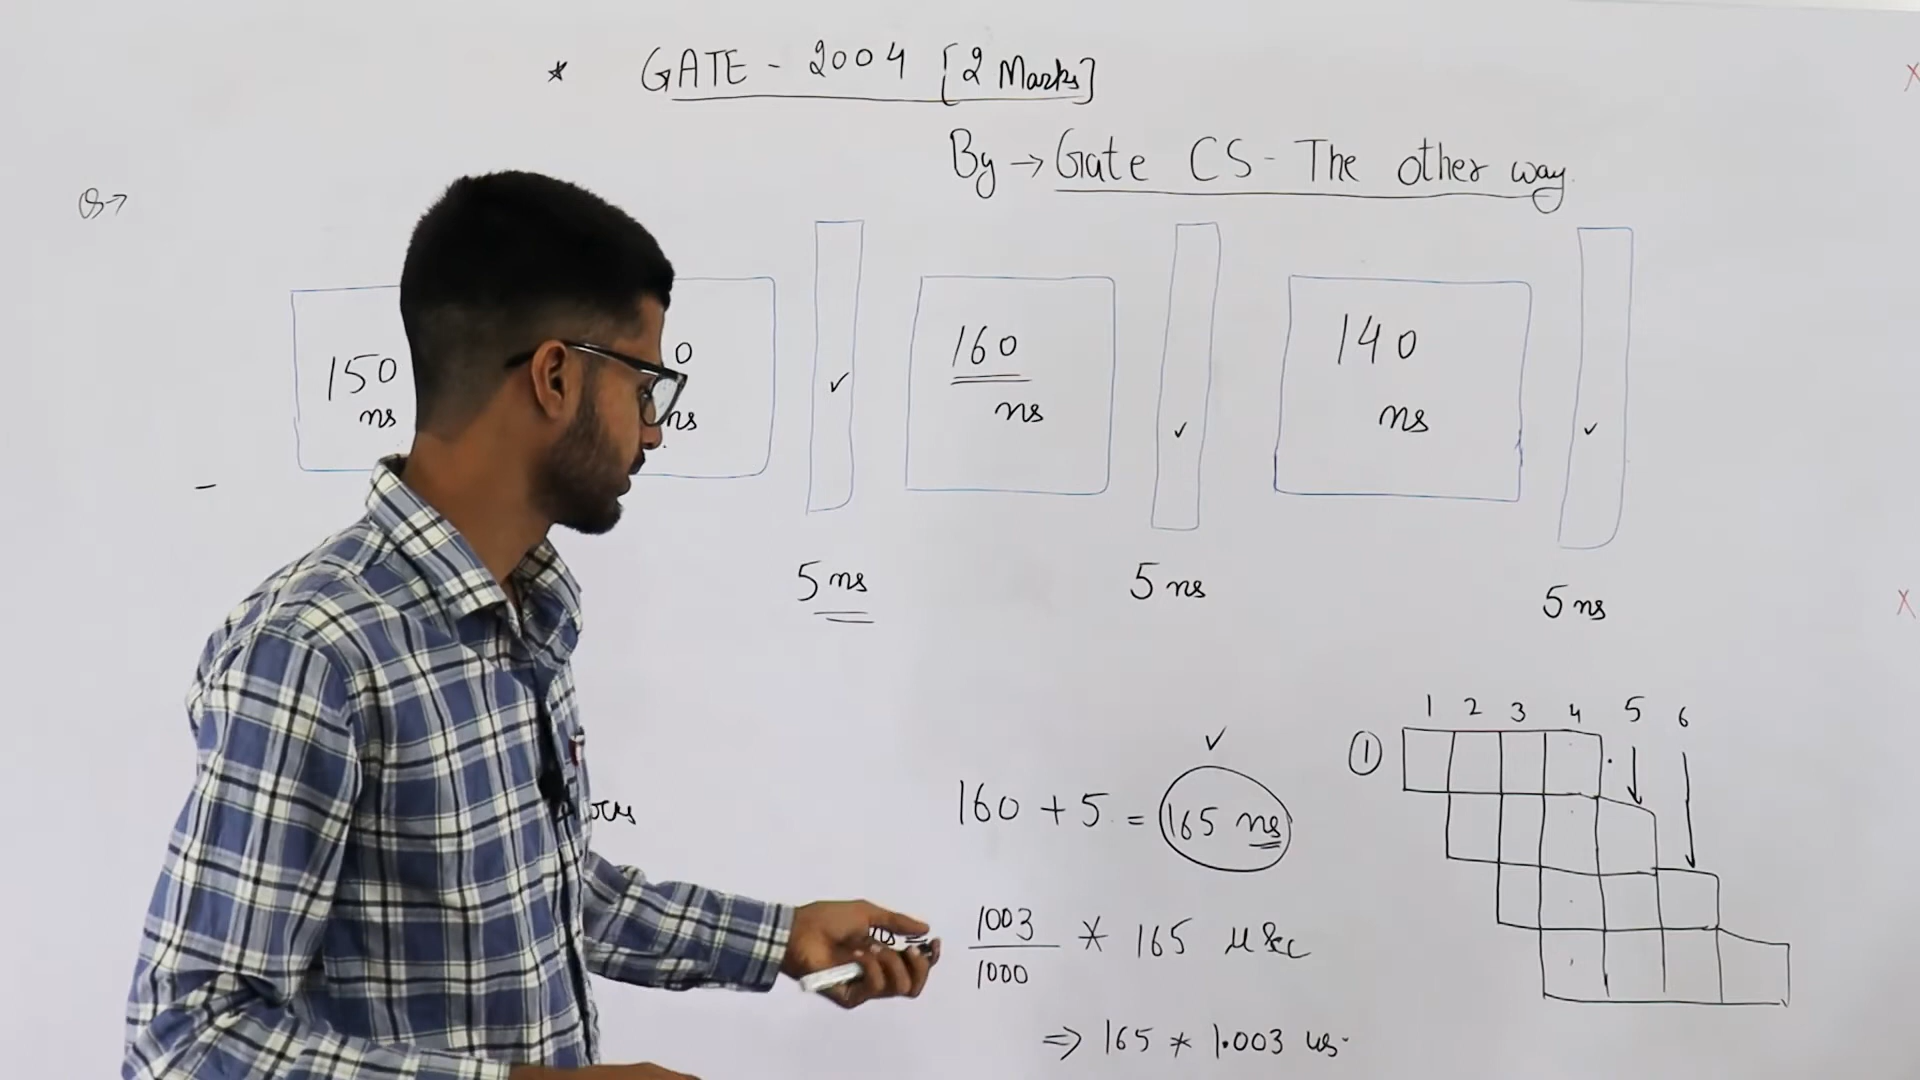 * GATE - 2004 [2 Marks]
By → Gate CS - The other way.
Q→
150 ns
0 ns
160 ns
140 ns
5 ns
5 ns
5 ns
1 2 3 4 5 6
①
160 + 5 = 165 ns
ns = 1003/1000 * 165 μsec
⇒ 165 * 1.003 us.